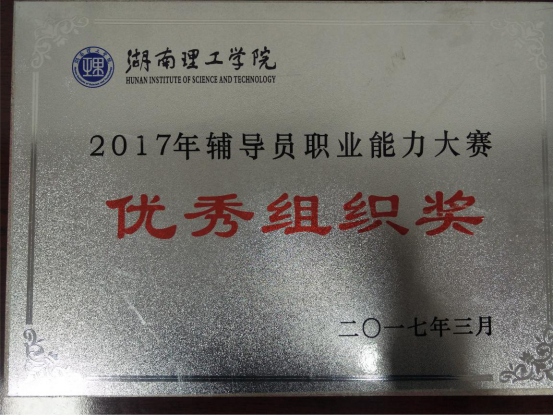 湖南理工学院
HUNAN INSTITUTE OF SCIENCE AND TECHNOLOGY
2017年辅导员职业能力大赛
优秀组织奖
二〇一七年三月